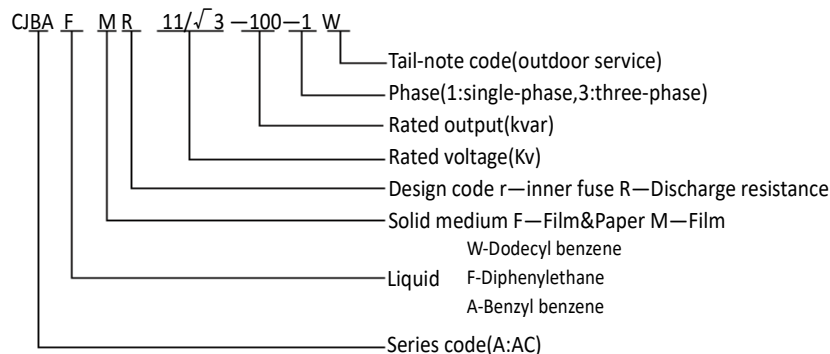 CJBA F M R 11/√3 —100—1 W
Tail-note code(outdoor service)
Phase(1:single-phase,3:three-phase)
Rated output(kvar)
Rated voltage(Kv)
Design code r—inner fuse R—Discharge resistance
Solid medium F—Film&Paper M—Film
W-Dodecyl benzene
Liquid F-Diphenylethane
A-Benzyl benzene
Series code(A:AC)